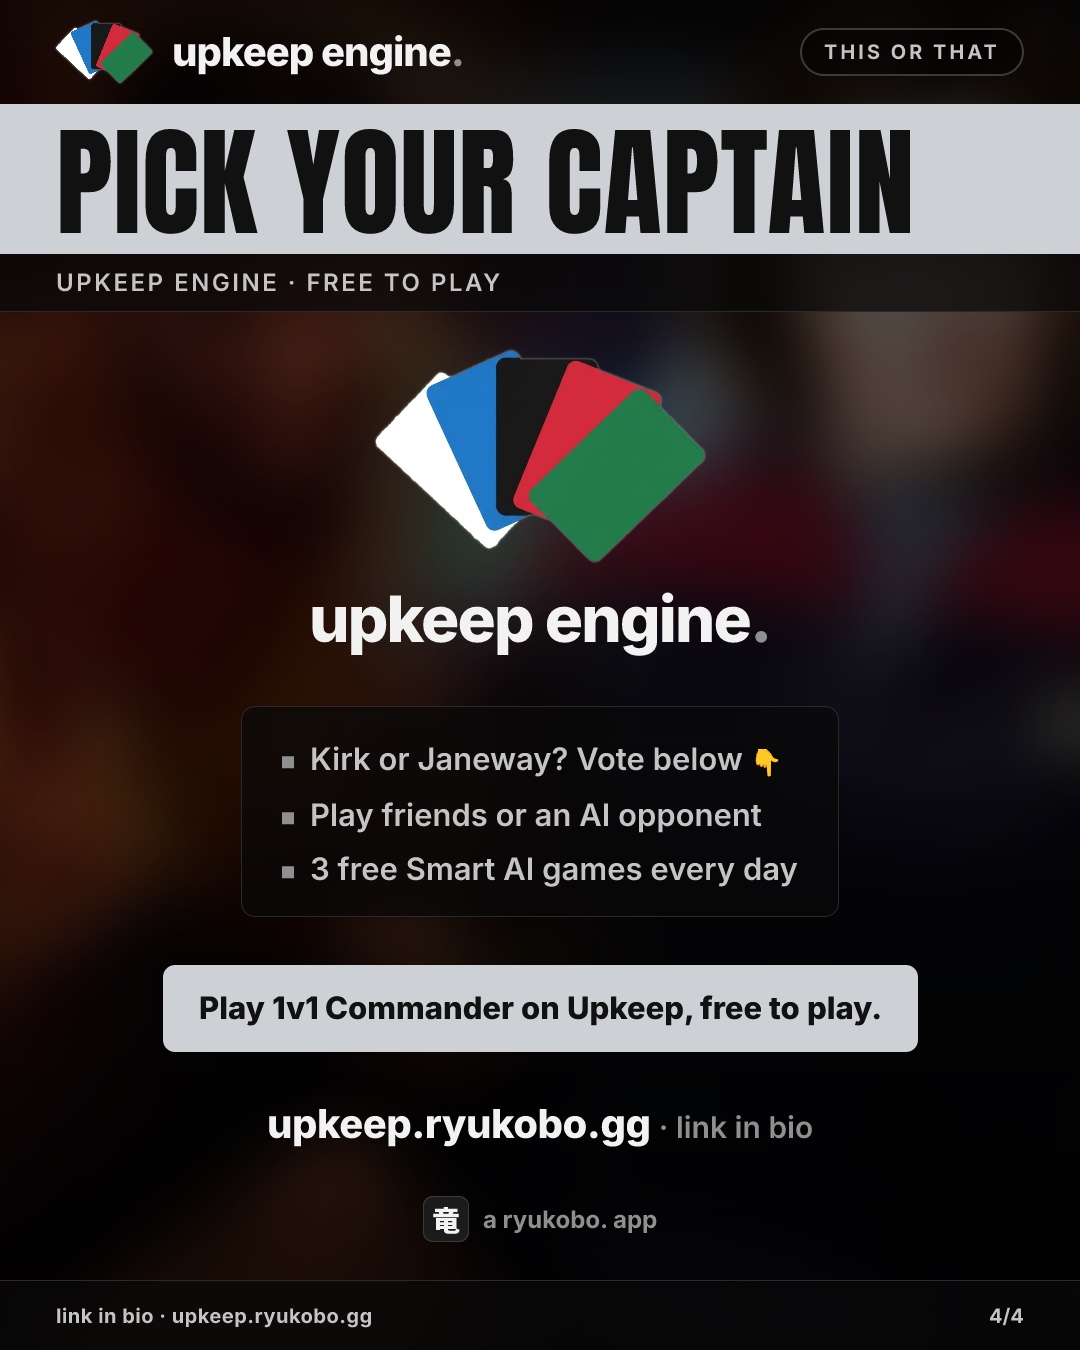 upkeep engine.
THIS OR THAT
PICK YOUR CAPTAIN
UPKEEP ENGINE · FREE TO PLAY
upkeep engine.
▪ Kirk or Janeway? Vote below 👇
▪ Play friends or an AI opponent
▪ 3 free Smart AI games every day
Play 1v1 Commander on Upkeep, free to play.
upkeep.ryukobo.gg · link in bio
竜 a ryukobo. app
link in bio · upkeep.ryukobo.gg
4/4